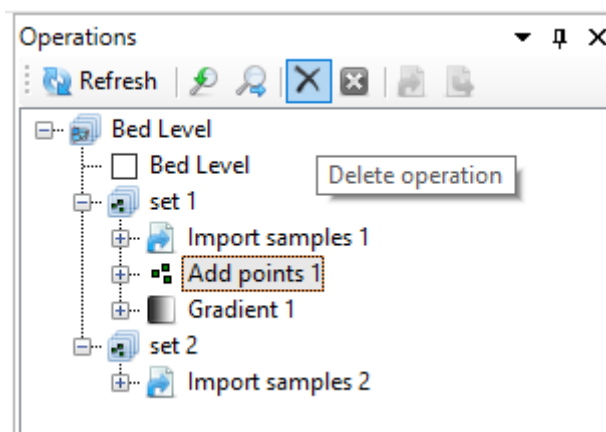 Operations
Refresh
Bed Level
Bed Level
Delete operation
set 1
Import samples 1
Add points 1
Gradient 1
set 2
Import samples 2